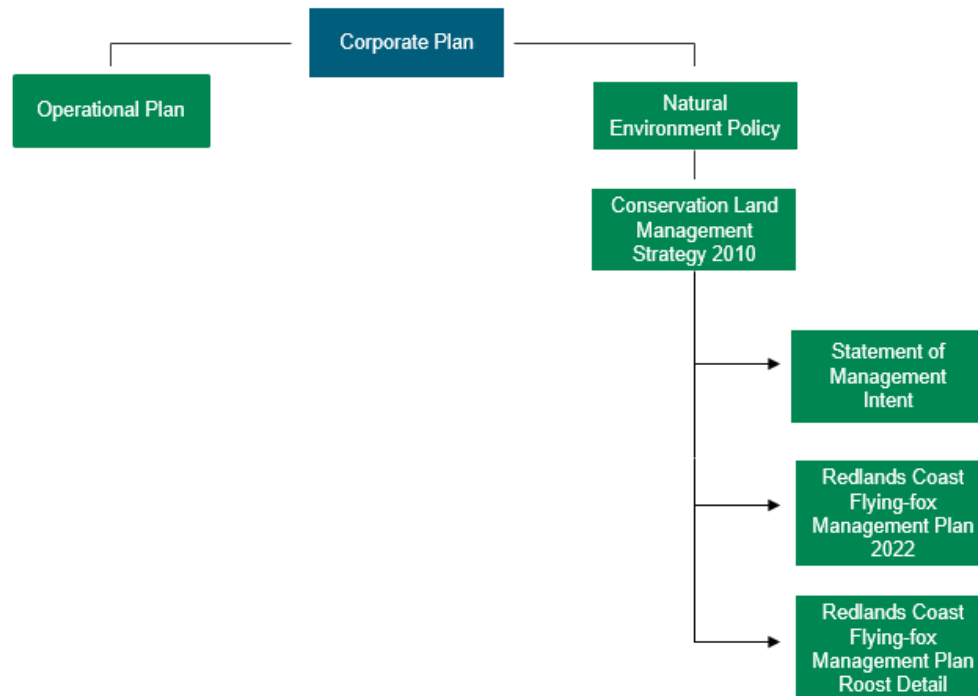 Corporate Plan
Operational Plan
Natural
Environment Policy
Conservation Land
Management
Strategy 2010
Statement of
Management
Intent
Redlands Coast
Flying-fox
Management Plan
2022
Redlands Coast
Flying-fox
Management Plan
Roost Detail